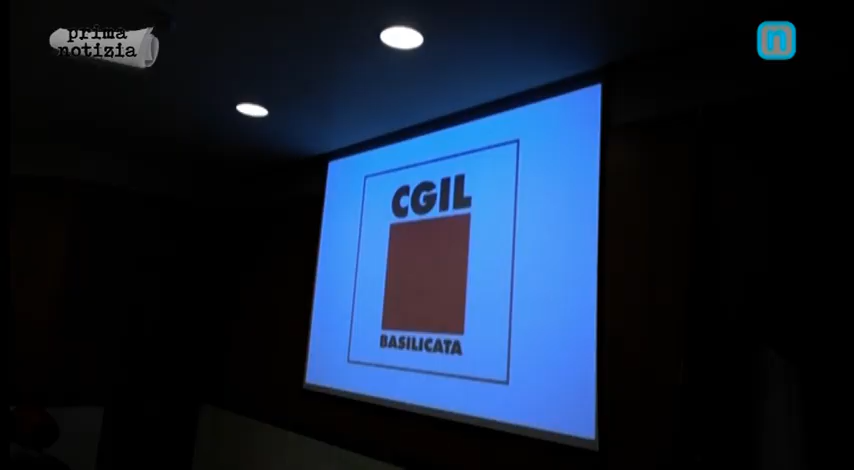 prima
notizia
n
CGIL
BASILICATA